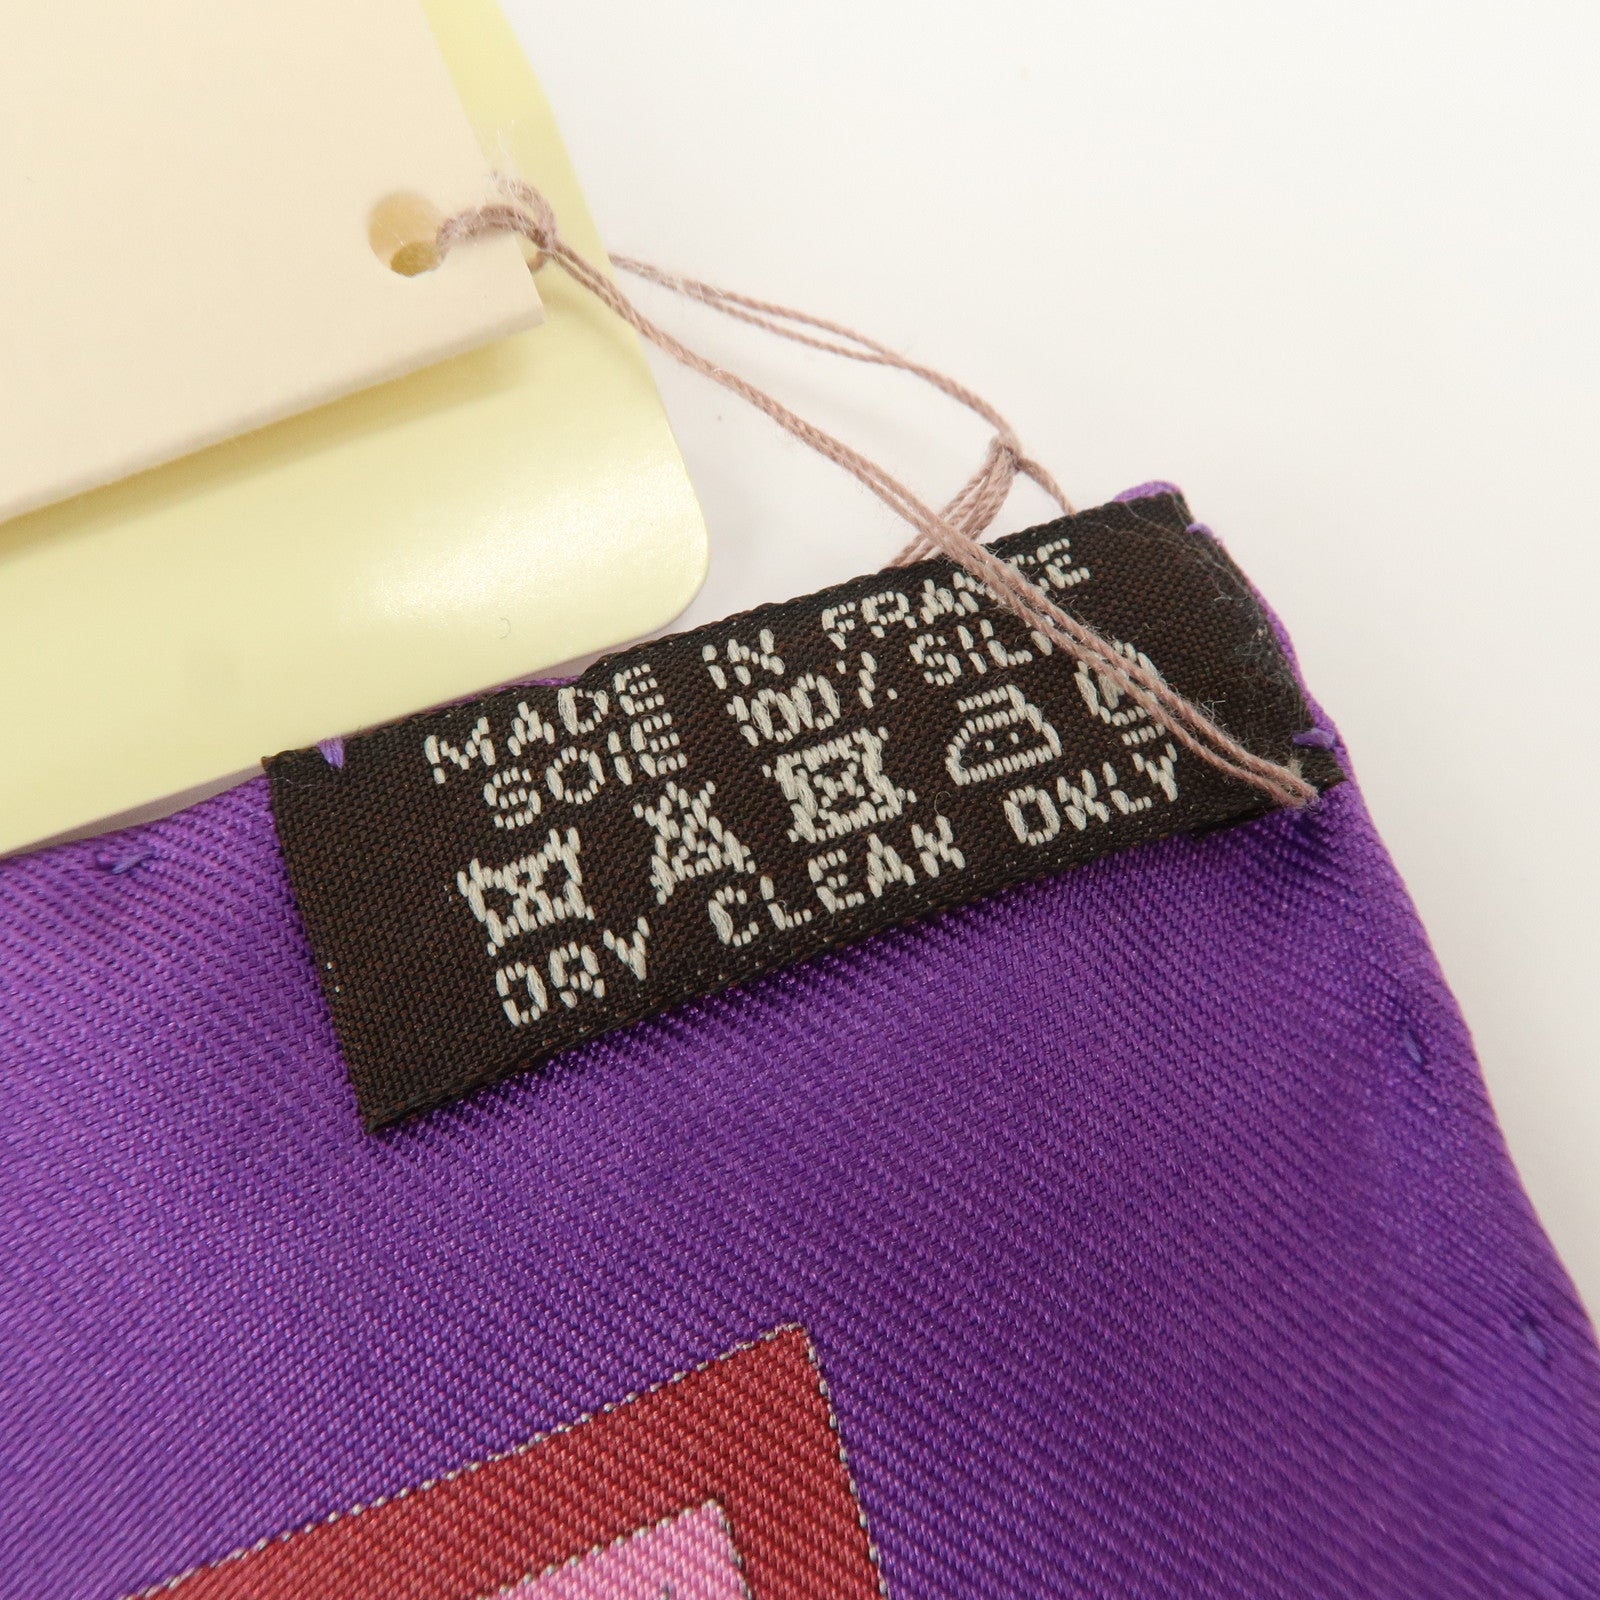 MADE IN FRANCE
SOIE 100% SILK
DRY CLEAN ONLY